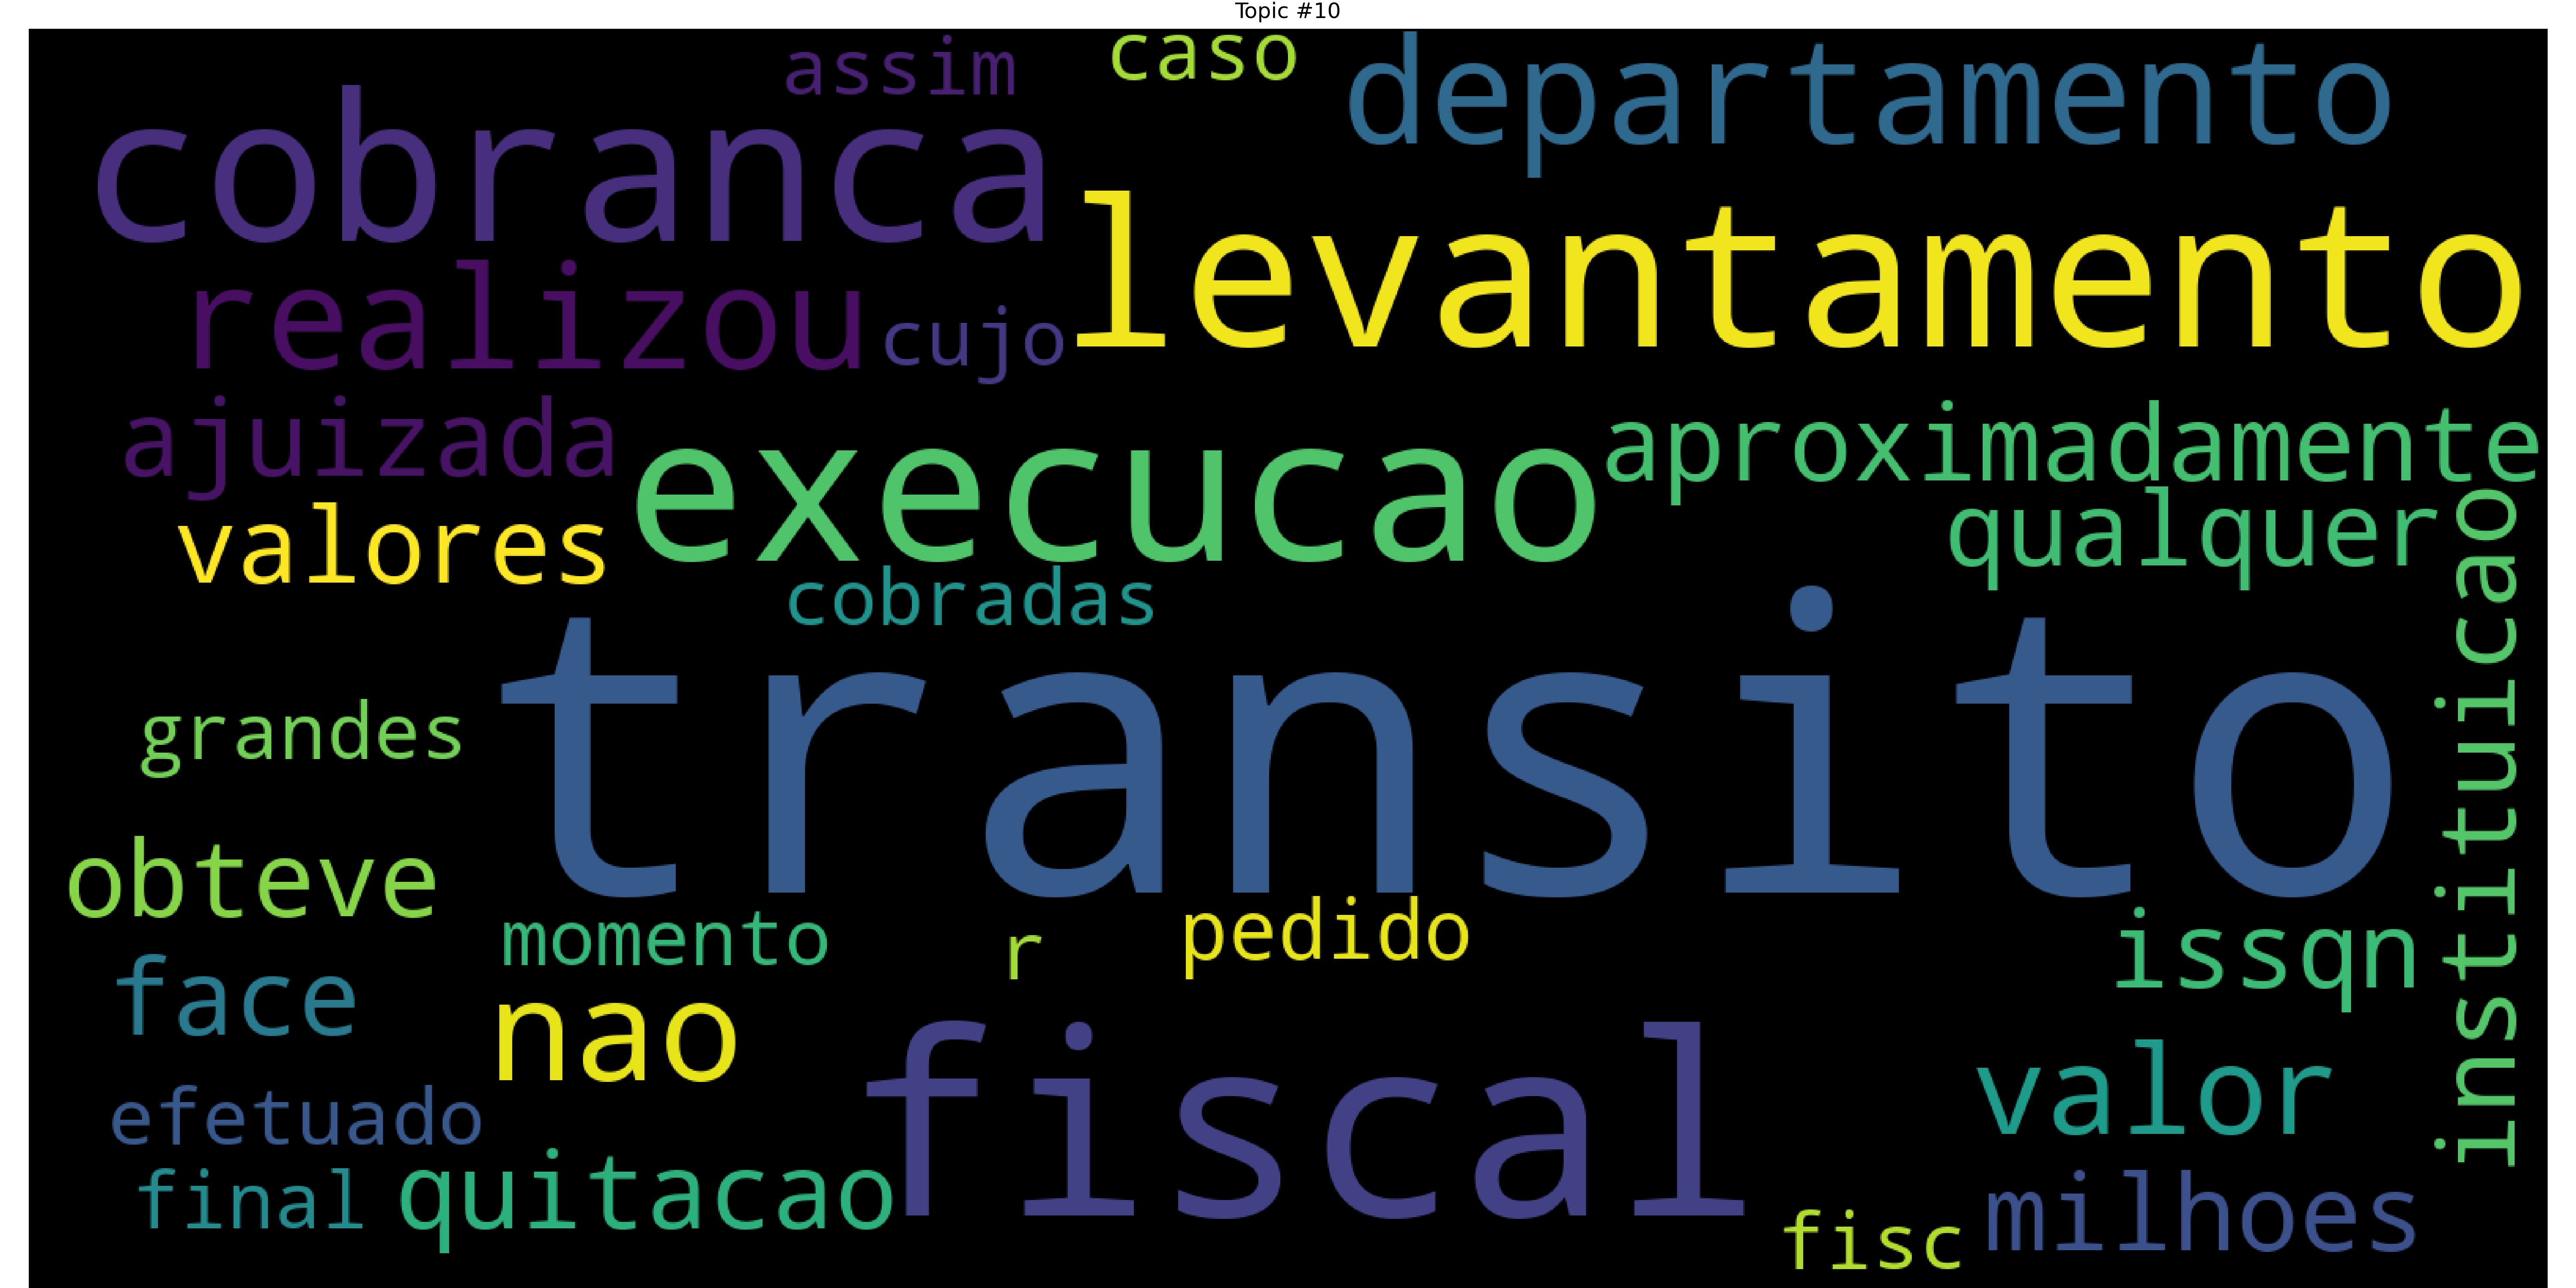 Topic #10
assim
caso
departamento
cobranca
levantamento
realizou
cujo
ajuizada
execucao
aproximadamente
valores
qualquer
cobradas
instituicao
transito
grandes
obteve
momento
r
pedido
issqn
face
nao
fiscal
valor
efetuado
final
quitacao
fisc
milhoes